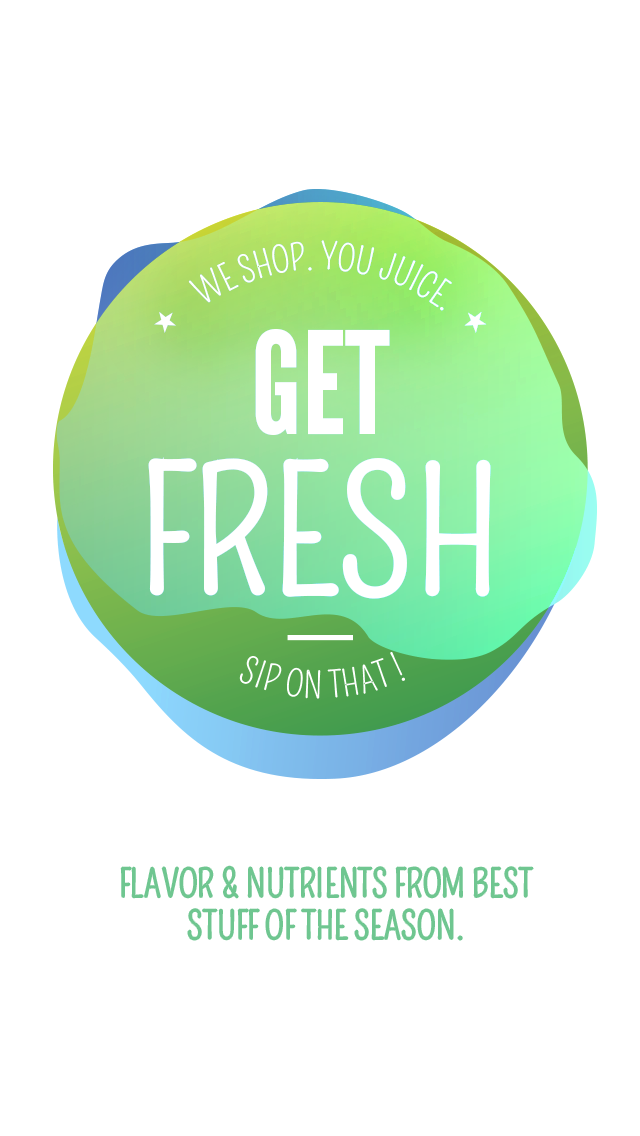 WE SHOP. YOU JUICE.
GET
FRESH
SIP ON THAT !
FLAVOR & NUTRIENTS FROM BEST
STUFF OF THE SEASON.